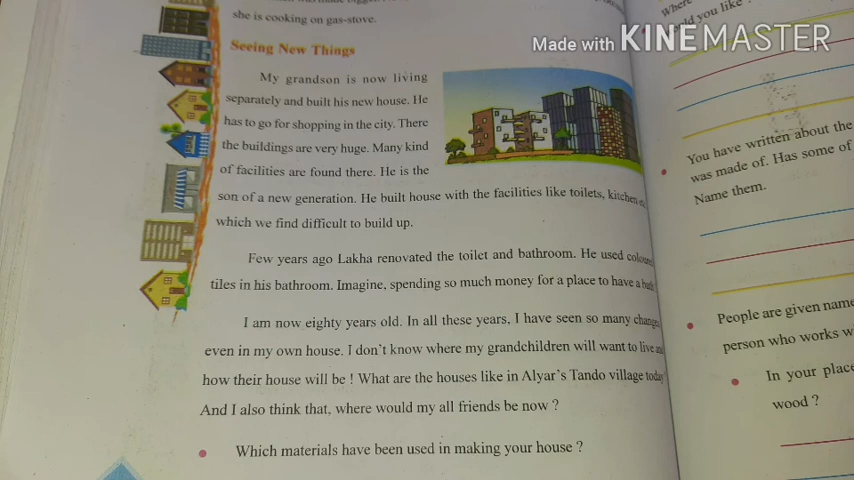 she is cooking on gas-stove.
Seeing New Things
My grandson is now living
separately and built his new house. He
has to go for shopping in the city. There
the buildings are very huge. Many kind
of facilities are found there. He is the
son of a new generation. He built house with the facilities like toilets, kitchen etc.
which we find difficult to build up.
Few years ago Lakha renovated the toilet and bathroom. He used coloured
tiles in his bathroom. Imagine, spending so much money for a place to have a bath
I am now eighty years old. In all these years, I have seen so many changes
even in my own house. I don't know where my grandchildren will want to live and
how their house will be ! What are the houses like in Alyar's Tando village today
And I also think that, where would my all friends be now ?
• Which materials have been used in making your house ?
Made with KINEMASTER
Where
you like
• You have written about the
was made of. Has some of
Name them.
• People are given name
person who works w
• In your place
wood ?